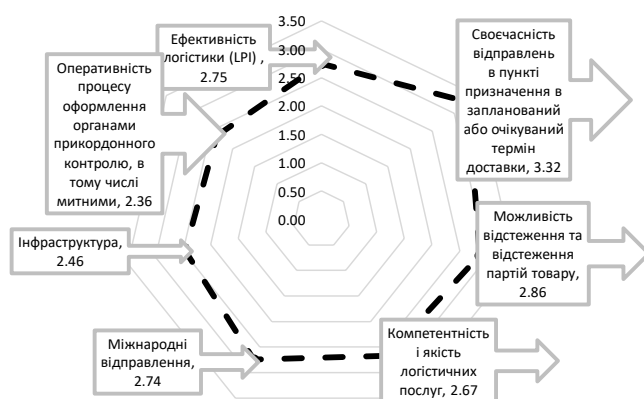 3.50
3.00
2.50
2.00
1.50
1.00
0.50
0.00
Ефективність
логістики (LPI) ,
2.75
Своєчасність
відправлень
в пункті
призначення в
запланований
або очікуваний
термін
доставки, 3.32
Можливість
відстеження та
відстеження
партій товару,
2.86
Компетентність
і якість
логістичних
послуг, 2.67
Міжнародні
відправлення,
2.74
Інфраструктура,
2.46
Оперативність
процесу
оформлення
органами
прикордонного
контролю, в
тому числі
митними, 2.36